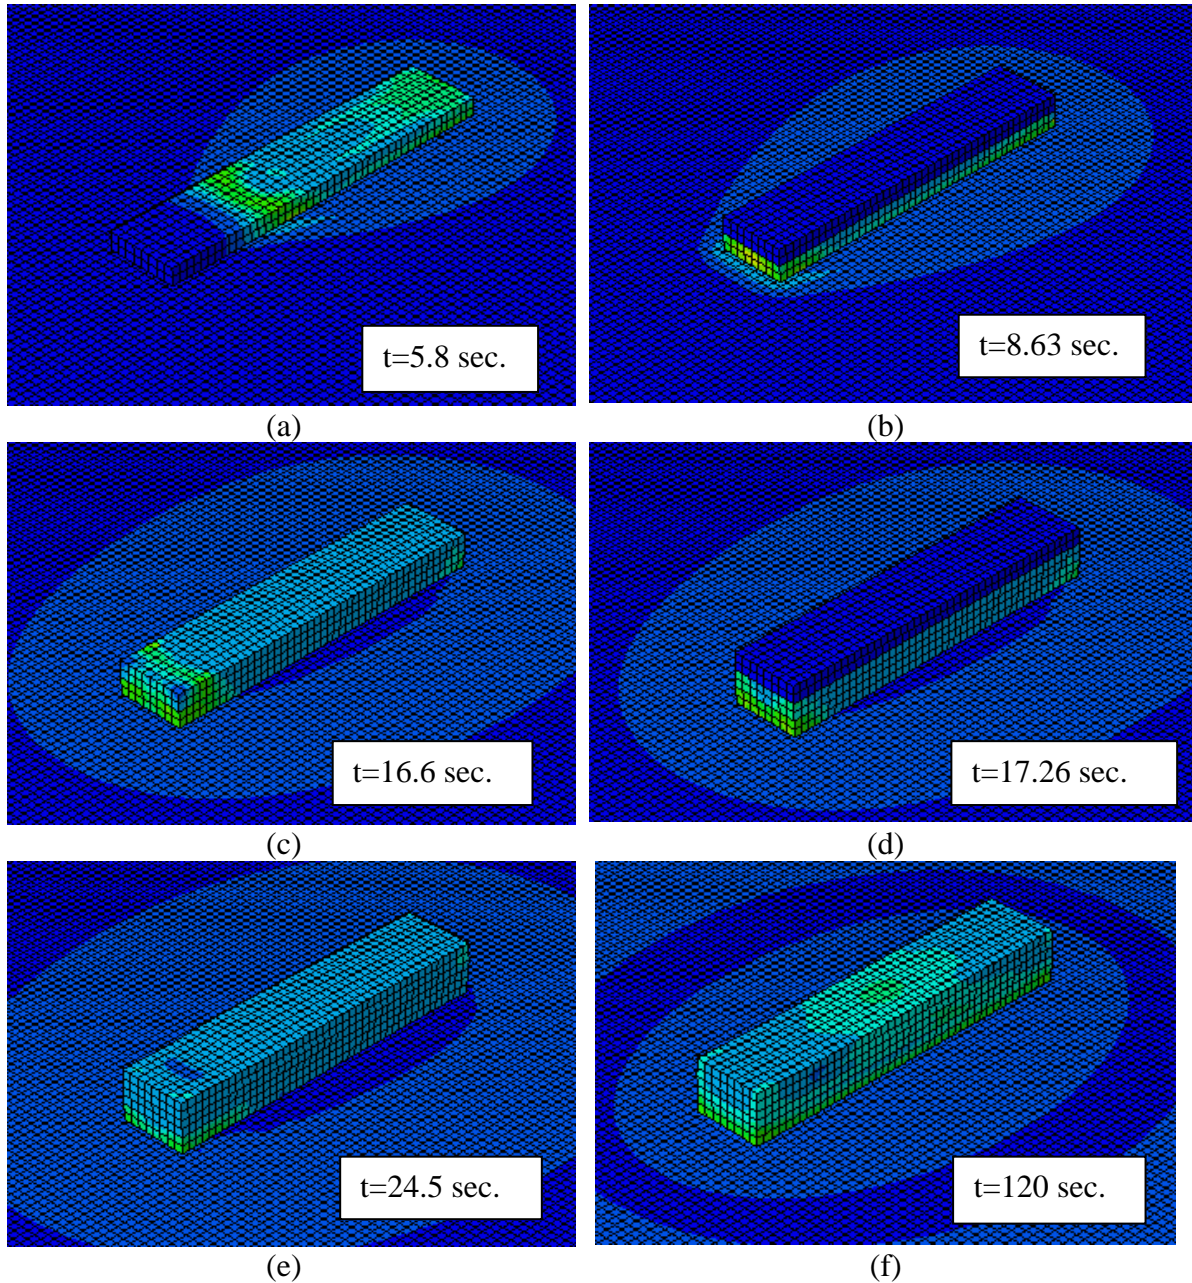 t=5.8 sec.
t=8.63 sec.
(a)
(b)
t=16.6 sec.
t=17.26 sec.
(c)
(d)
t=24.5 sec.
t=120 sec.
(e)
(f)